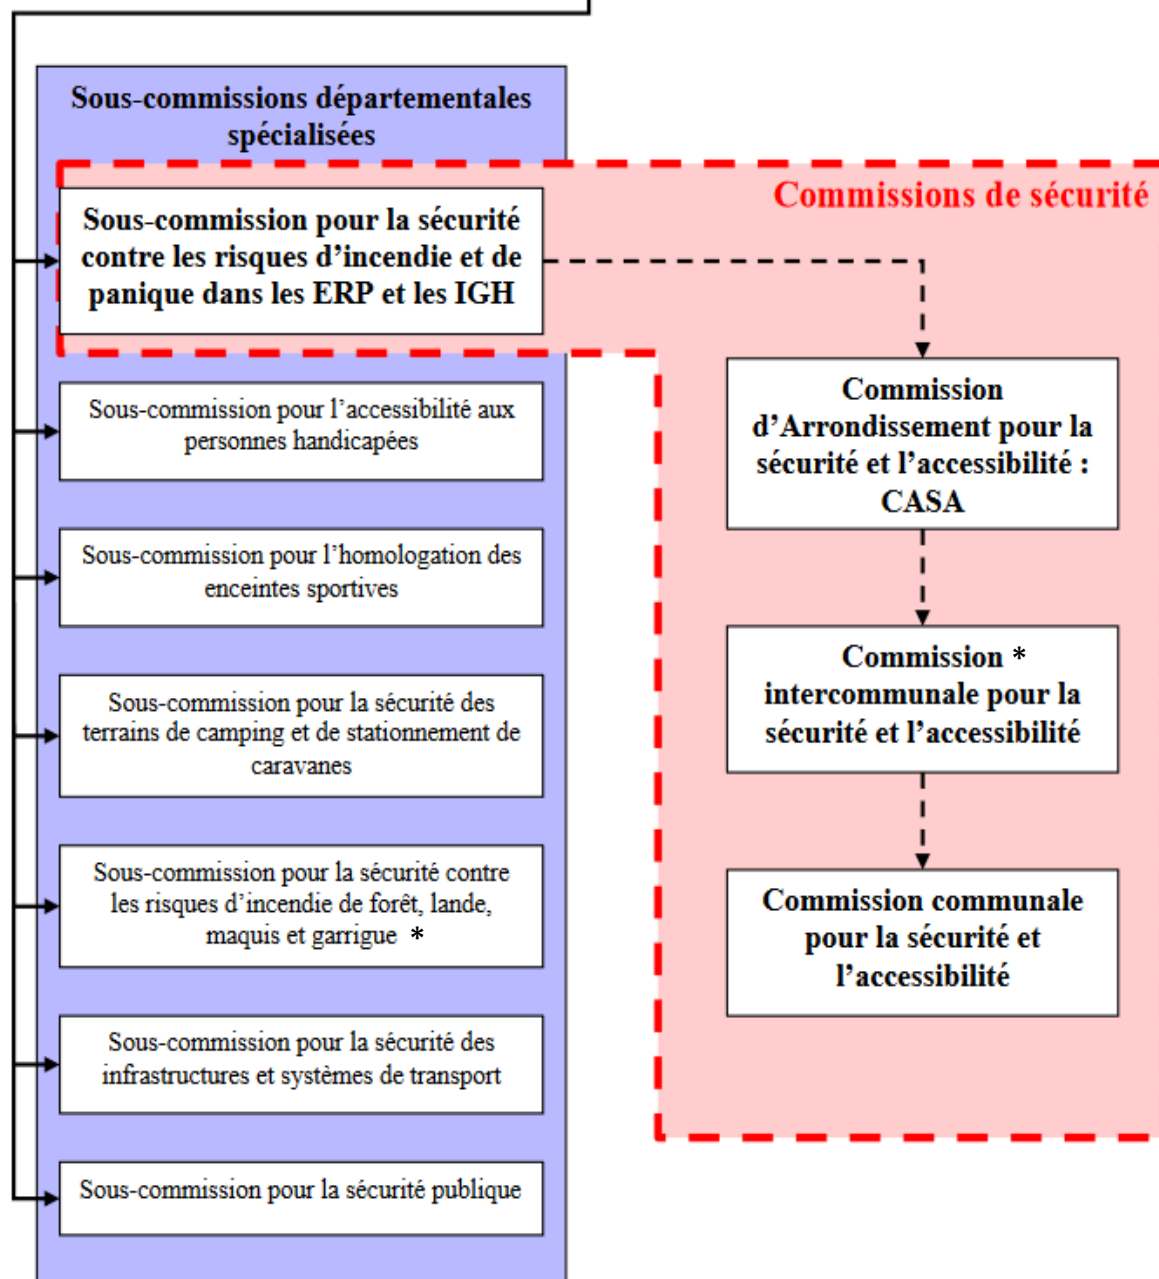 Sous-commissions départementales
spécialisées
Commissions de sécurité
Sous-commission pour la sécurité
contre les risques d’incendie et de
panique dans les ERP et les IGH
Sous-commission pour l’accessibilité aux
personnes handicapées
Sous-commission pour l’homologation des
enceintes sportives
Sous-commission pour la sécurité des
terrains de camping et de stationnement de
caravanes
Sous-commission pour la sécurité contre
les risques d’incendie de forêt, lande,
maquis et garrigue *
Sous-commission pour la sécurité des
infrastructures et systèmes de transport
Sous-commission pour la sécurité publique
Commission
d’Arrondissement pour la
sécurité et l’accessibilité :
CASA
Commission *
intercommunale pour la
sécurité et l’accessibilité
Commission communale
pour la sécurité et
l’accessibilité